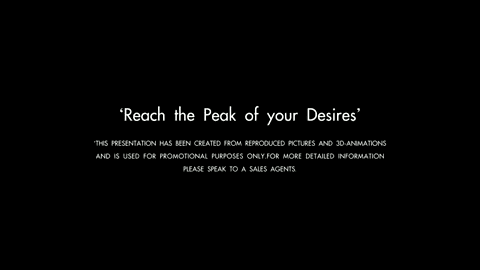 ‘Reach the Peak of your Desires’
‘THIS PRESENTATION HAS BEEN CREATED FROM REPRODUCED PICTURES AND 3D-ANIMATIONS
AND IS USED FOR PROMOTIONAL PURPOSES ONLY.FOR MORE DETAILED INFORMATION
PLEASE SPEAK TO A SALES AGENTS.